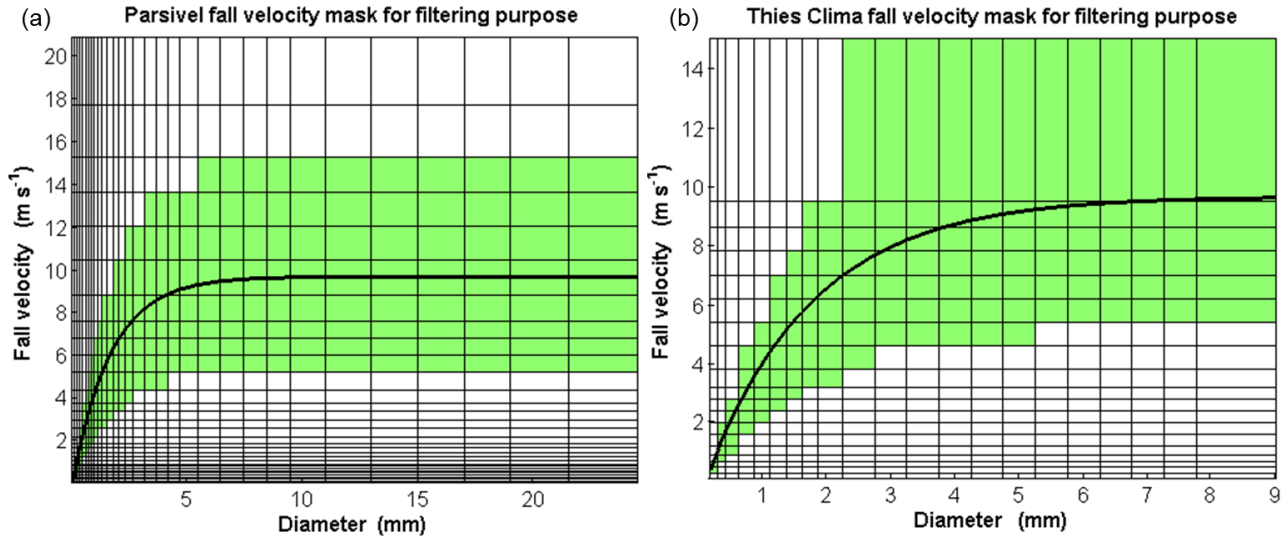 (a) Parsivel fall velocity mask for filtering purpose
20
18
16
14
12
10
8
6
4
2
Fall velocity (m s-1)
5 10 15 20
Diameter (mm)
(b) Thies Clima fall velocity mask for filtering purpose
14
12
10
8
6
4
2
Fall velocity (m s-1)
1 2 3 4 5 6 7 8 9
Diameter (mm)